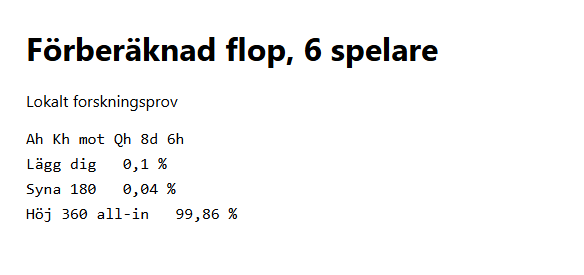 Förberäknad flop, 6 spelare
Lokalt forskningsprov
Ah Kh mot Qh 8d 6h
Lägg dig   0,1 %
Syna 180   0,04 %
Höj 360 all-in   99,86 %